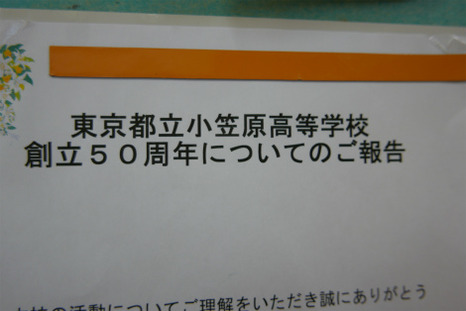 東京都立小笠原高等学校
創立５０周年についてのご報告
の活動についてご理解をいただき誠にありがとう